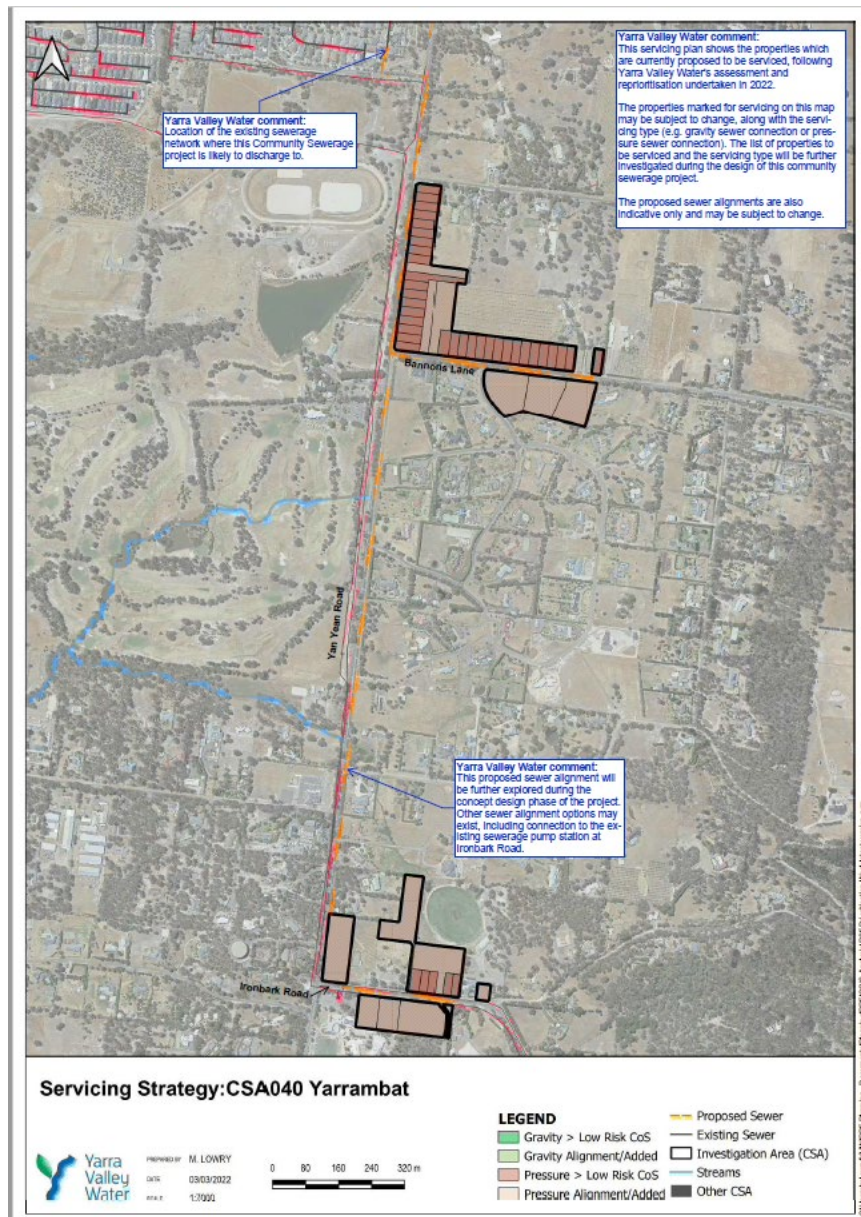 Yarra Valley Water comment:
This servicing plan shows the properties which
are currently proposed to be serviced, following
Yarra Valley Water's assessment and
reprioritisation undertaken in 2022.
The properties marked for servicing on this map
may be subject to change, along with the servi-
cing type (e.g. gravity sewer connection or pres-
sure sewer connection). The list of properties to
be serviced and the servicing type will be further
investigated during the design of this community
sewerage project.
The proposed sewer alignments are also
indicative only and may be subject to change.
Yarra Valley Water comment:
Location of the existing sewerage
network where this Community Sewerage
project is likely to discharge to.
Bannons Lane
Yan Yean Road
Yarra Valley Water comment:
This proposed sewer alignment will
be further explored during the
concept design phase of the project.
Other sewer alignment options may
exist, including connection to the ex-
isting sewerage pump station at
Ironbark Road.
Ironbark Road
Servicing Strategy:CSA040 Yarrambat
Yarra
Valley
Water
PREPARED BY M. LOWRY
DATE 03/03/2022
SCALE 1:7000
0 80 160 240 320 m
LEGEND
Gravity > Low Risk CoS
Gravity Alignment/Added
Pressure > Low Risk CoS
Pressure Alignment/Added
Proposed Sewer
Existing Sewer
Investigation Area (CSA)
Streams
Other CSA